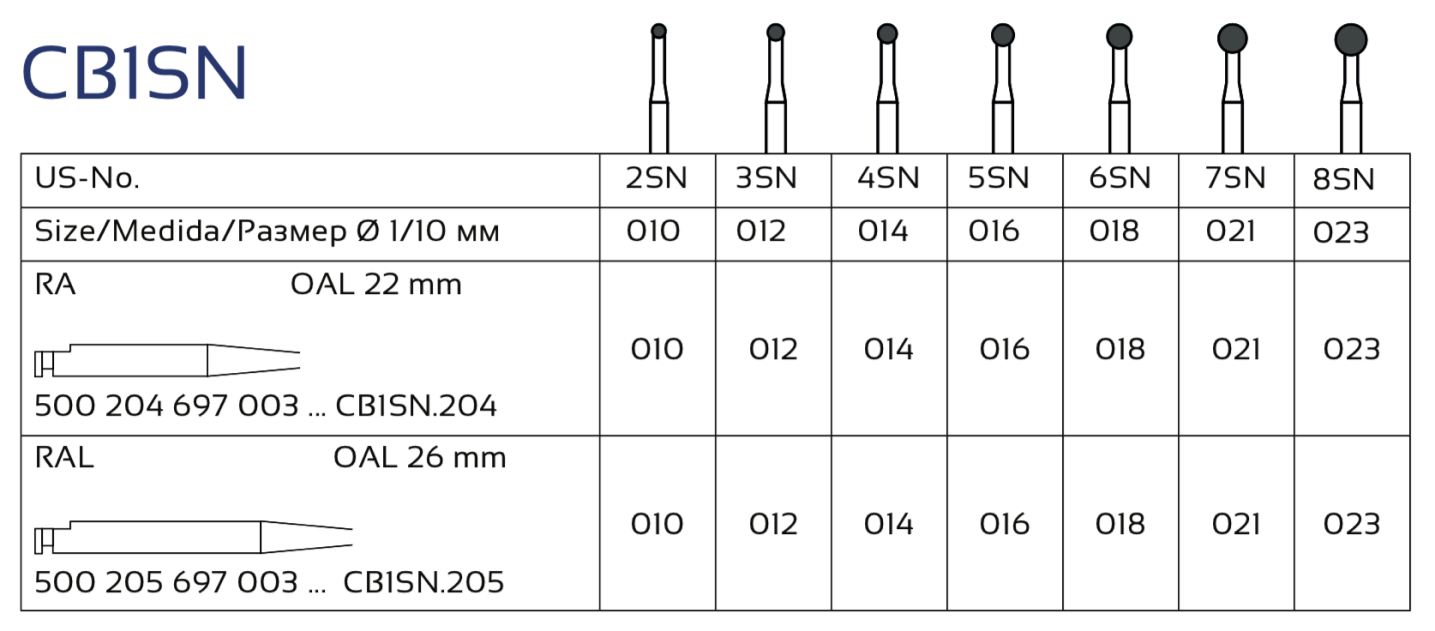 CB1SN
US-No. 2SN 3SN 4SN 5SN 6SN 7SN 8SN
Size/Medida/Размер Ø 1/10 мм 010 012 014 016 018 021 023
RA OAL 22 mm
010 012 014 016 018 021 023
500 204 697 003 ... CB1SN.204
RAL OAL 26 mm
010 012 014 016 018 021 023
500 205 697 003 ... CB1SN.205